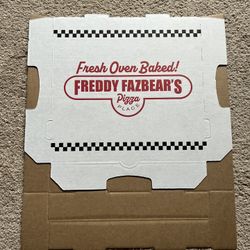 Fresh Oven Baked!
FREDDY FAZBEAR'S
Pizza
PLACE